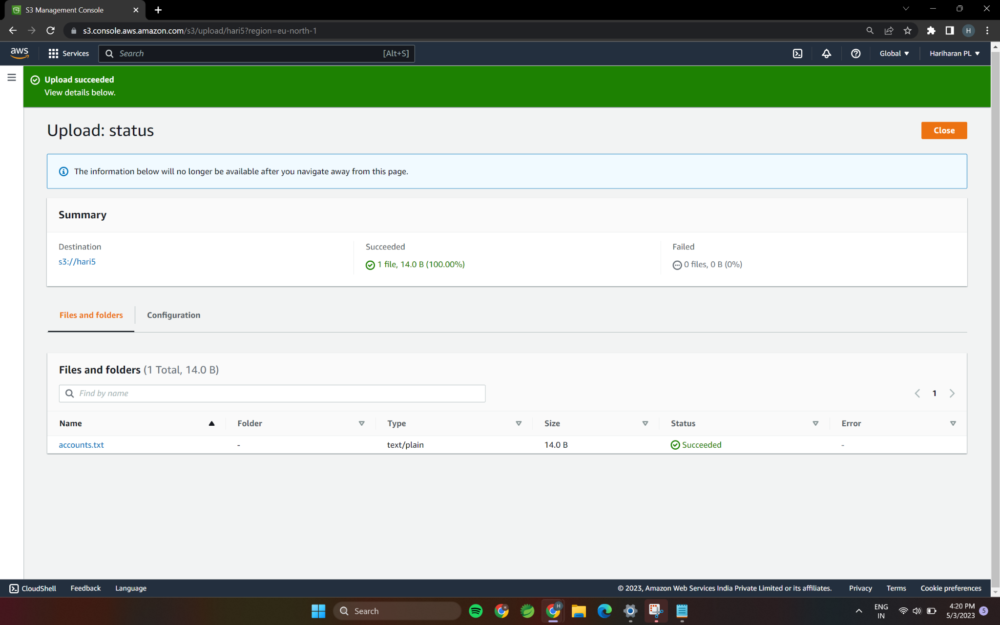 S3 Management Console
s3.console.aws.amazon.com/s3/upload/hari5?region=eu-north-1
H
aws
Services
Search
[Alt+S]
Global
Hariharan PL
Upload succeeded
View details below.
Upload: status
Close
The information below will no longer be available after you navigate away from this page.
Summary
Destination
s3://hari5
Succeeded
1 file, 14.0 B (100.00%)
Failed
0 files, 0 B (0%)
Files and folders
Configuration
Files and folders (1 Total, 14.0 B)
Find by name
1
Name Folder Type Size Status Error
accounts.txt - text/plain 14.0 B Succeeded -
CloudShell Feedback Language
© 2023, Amazon Web Services India Private Limited or its affiliates. Privacy Terms Cookie preferences
Search
H
H
ENG
IN
4:20 PM
5/3/2023
5